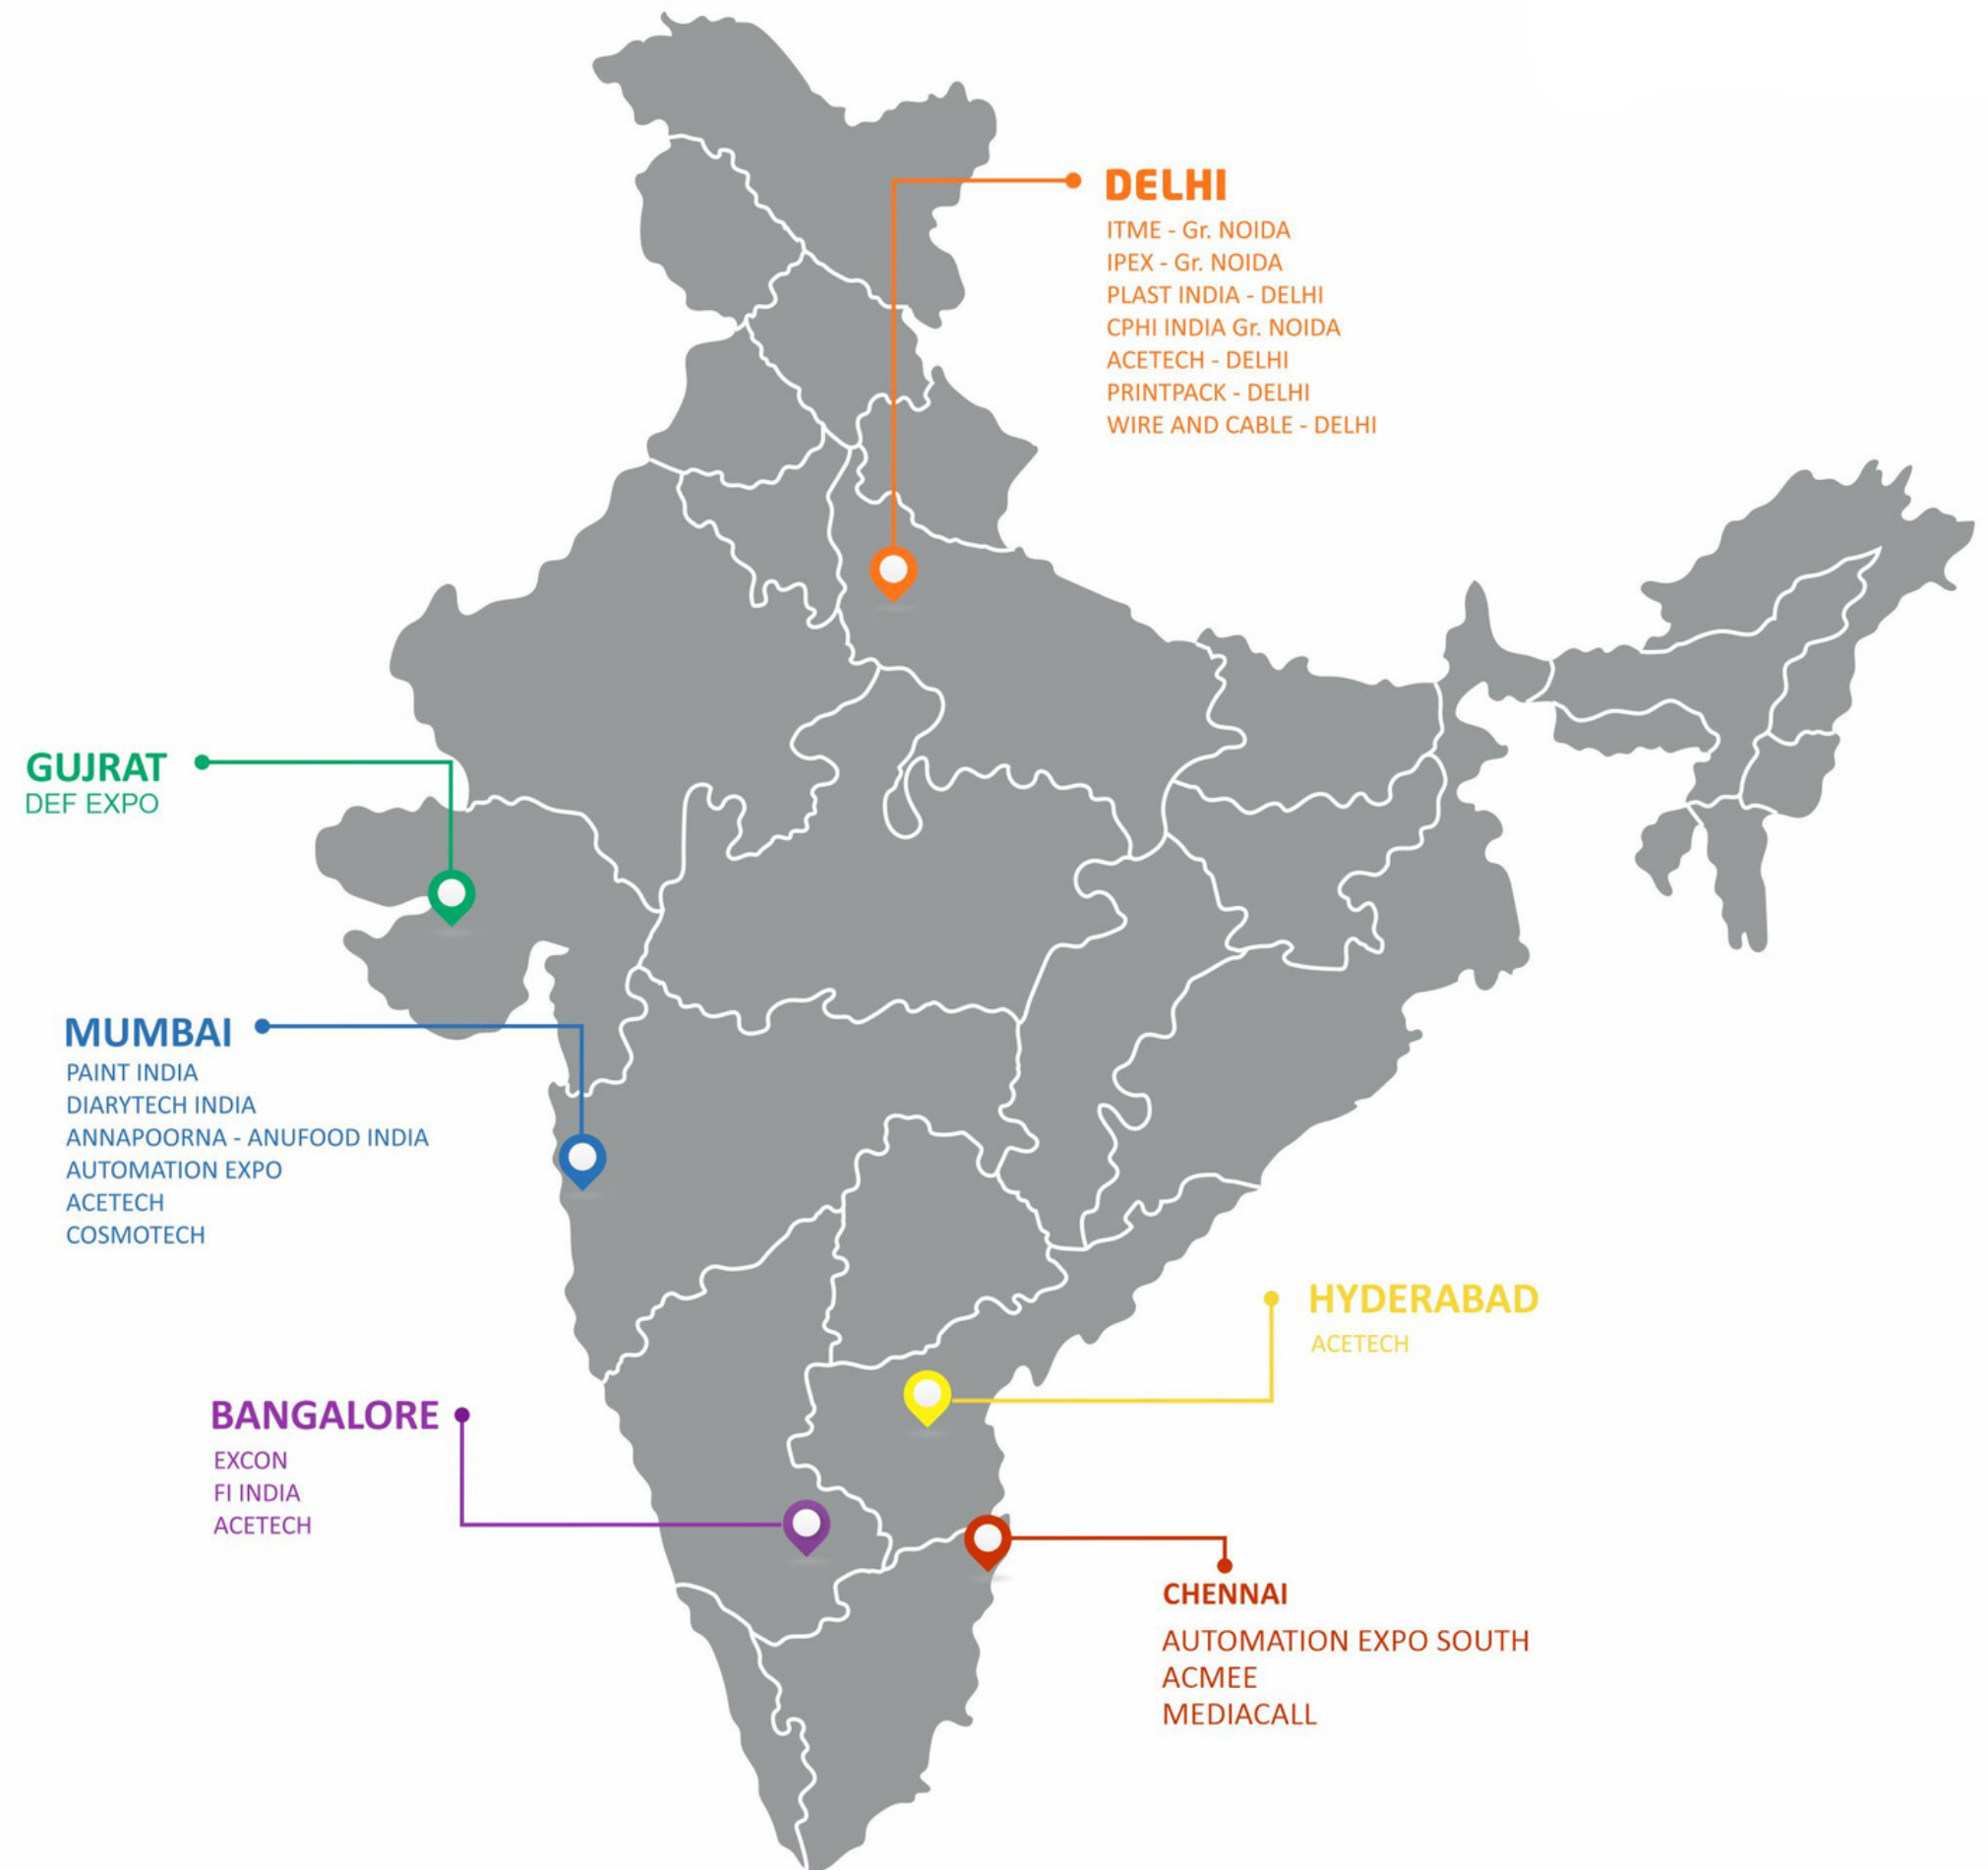 DELHI
ITME - Gr. NOIDA
IPEX - Gr. NOIDA
PLAST INDIA - DELHI
CPHI INDIA Gr. NOIDA
ACETECH - DELHI
PRINTPACK - DELHI
WIRE AND CABLE - DELHI
GUJRAT
DEF EXPO
MUMBAI
PAINT INDIA
DIARYTECH INDIA
ANNAPOORNA - ANUFOOD INDIA
AUTOMATION EXPO
ACETECH
COSMOTECH
HYDERABAD
ACETECH
BANGALORE
EXCON
FI INDIA
ACETECH
CHENNAI
AUTOMATION EXPO SOUTH
ACMEE
MEDIACALL